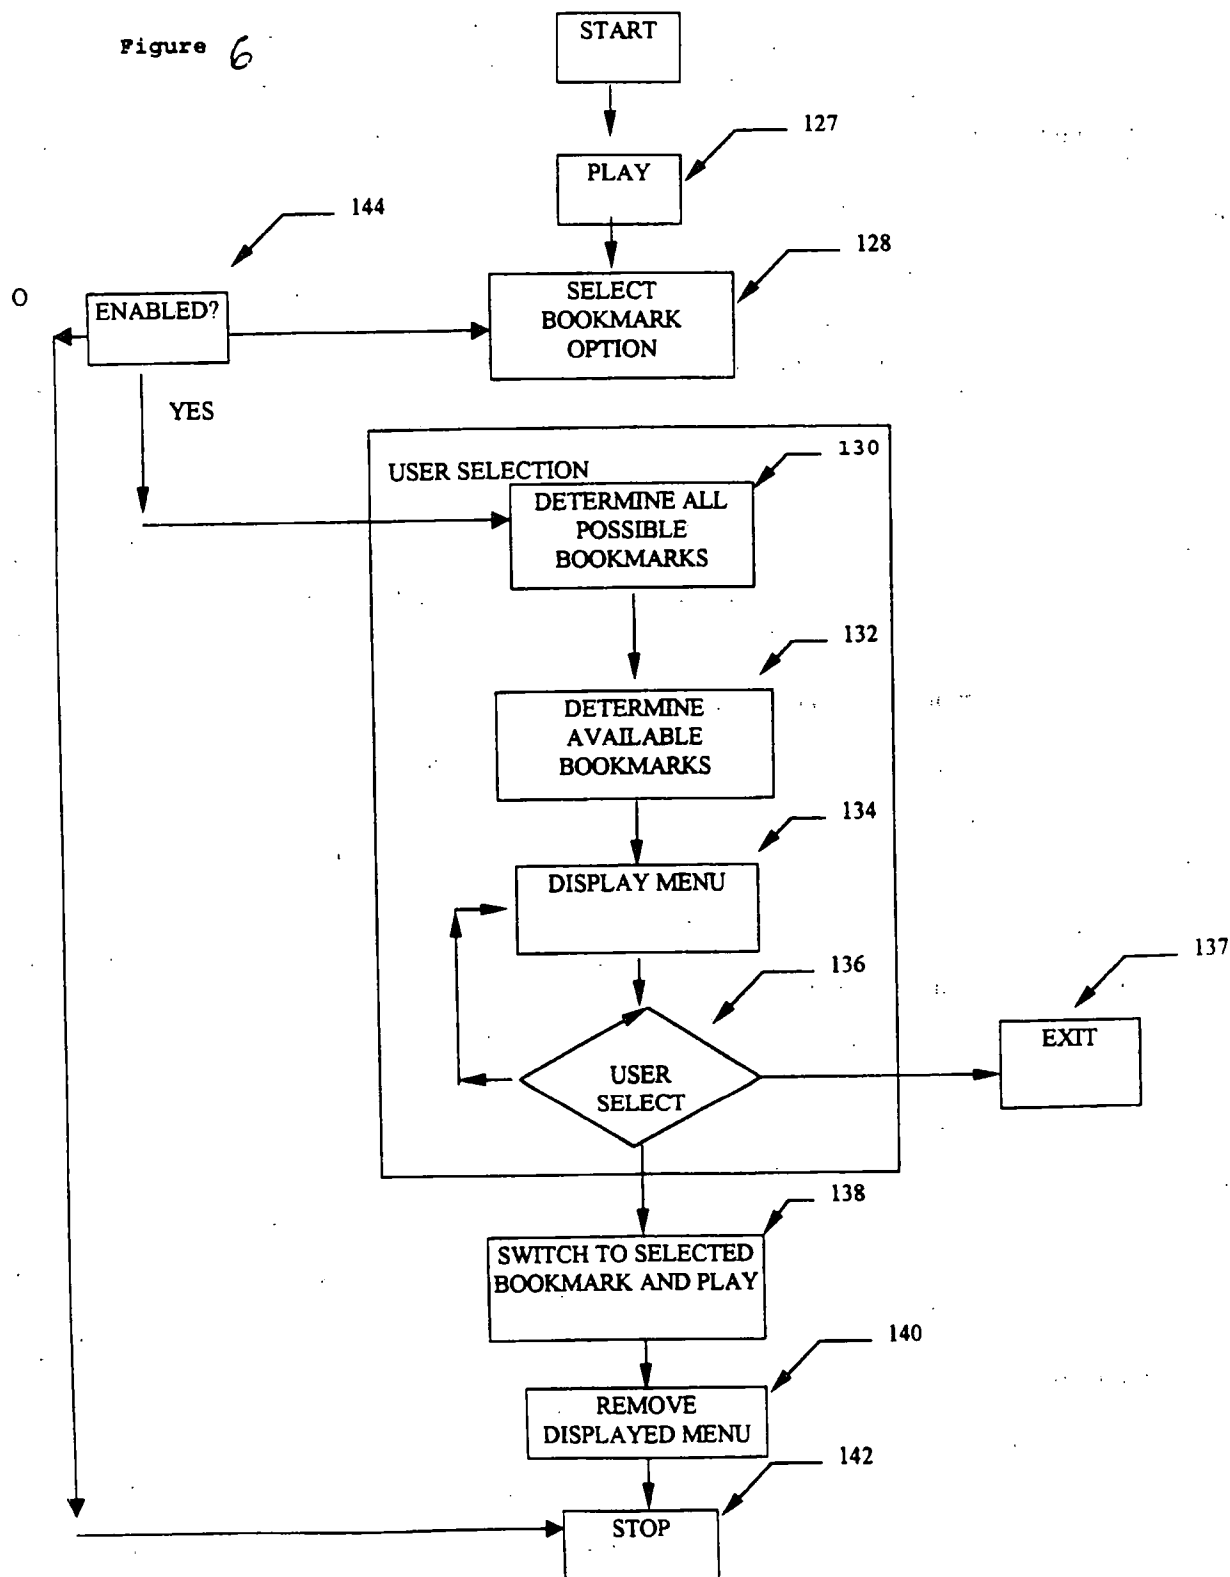 Figure 6
START
127
PLAY
144
128
O
ENABLED?
SELECT
BOOKMARK
OPTION
YES
130
USER SELECTION
DETERMINE ALL
POSSIBLE
BOOKMARKS
132
DETERMINE
AVAILABLE
BOOKMARKS
134
DISPLAY MENU
136
137
EXIT
USER
SELECT
138
SWITCH TO SELECTED
BOOKMARK AND PLAY
140
REMOVE
DISPLAYED MENU
142
STOP